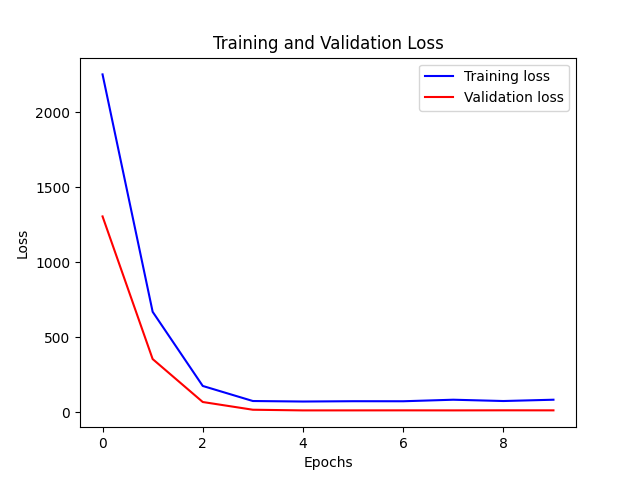 Training and Validation Loss
Training loss
Validation loss
Loss
2000
1500
1000
500
0
0 2 4 6 8
Epochs